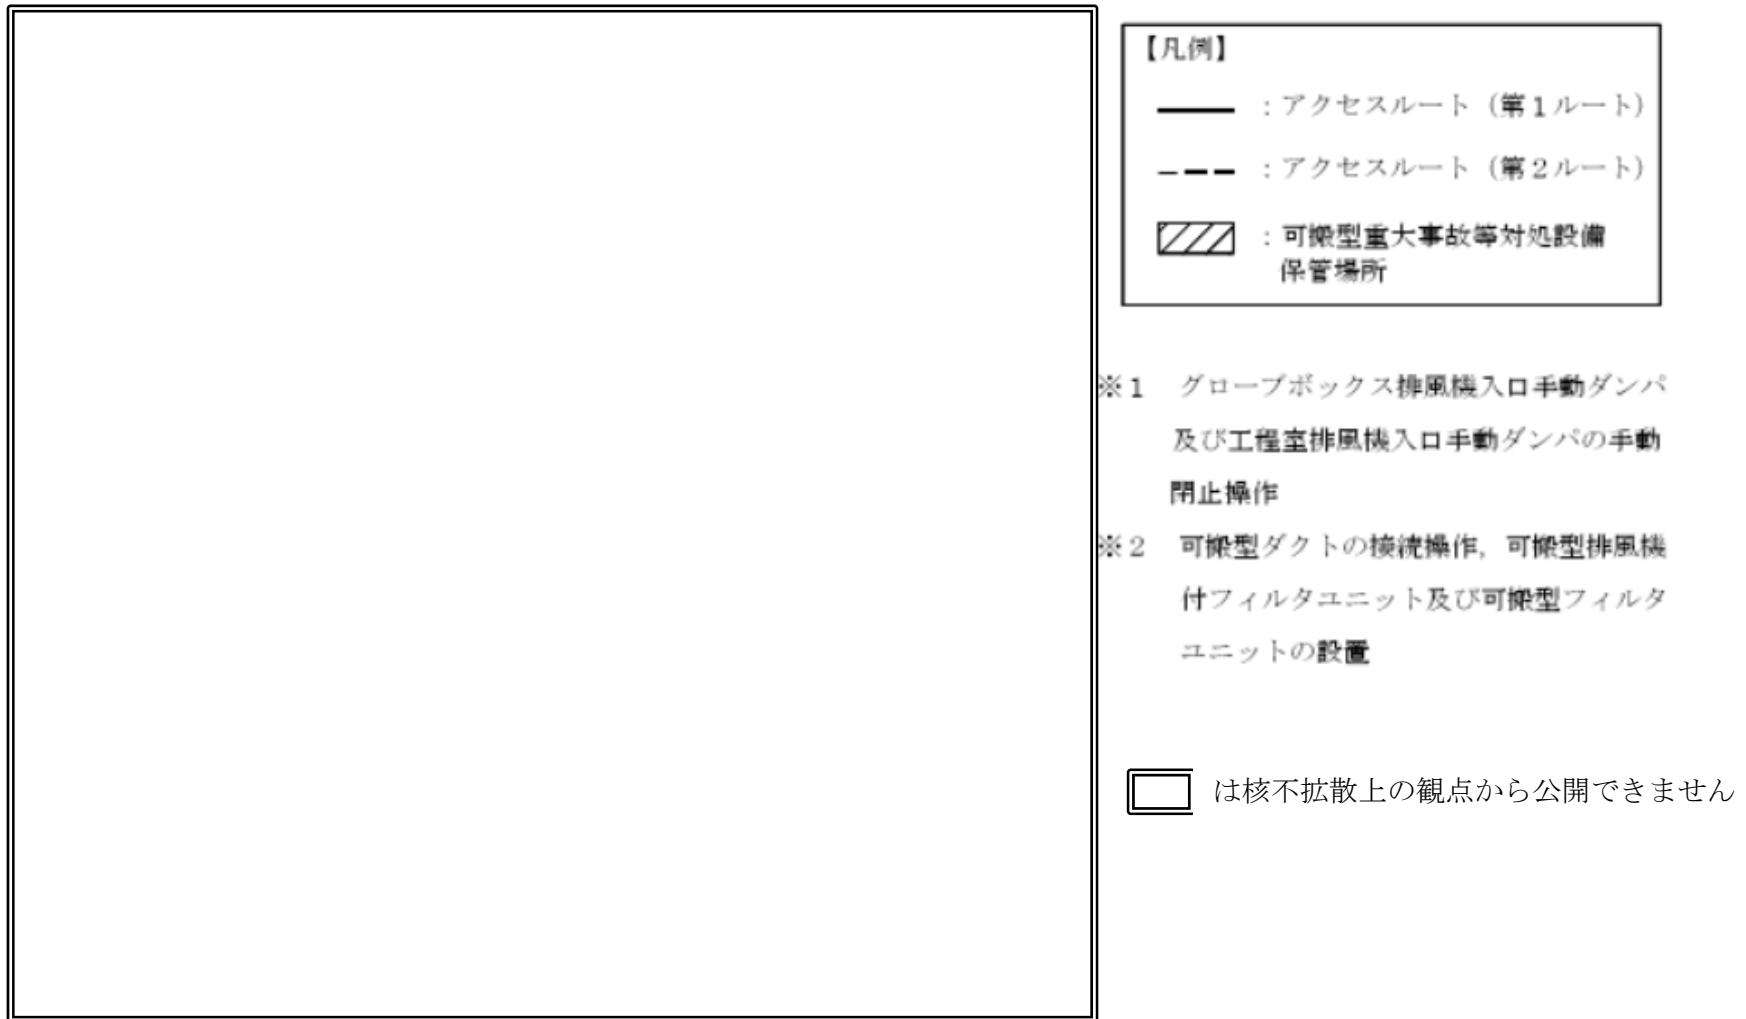 【凡例】
：アクセスルート（第１ルート）
：アクセスルート（第２ルート）
：可搬型重大事故等対処設備
保管場所
※１　グローブボックス排風機入口手動ダンパ
及び工程室排風機入口手動ダンパの手動
閉止操作
※２　可搬型ダクトの接続操作，可搬型排風機
付フィルタユニット及び可搬型フィルタ
ユニットの設置
は核不拡散上の観点から公開できません